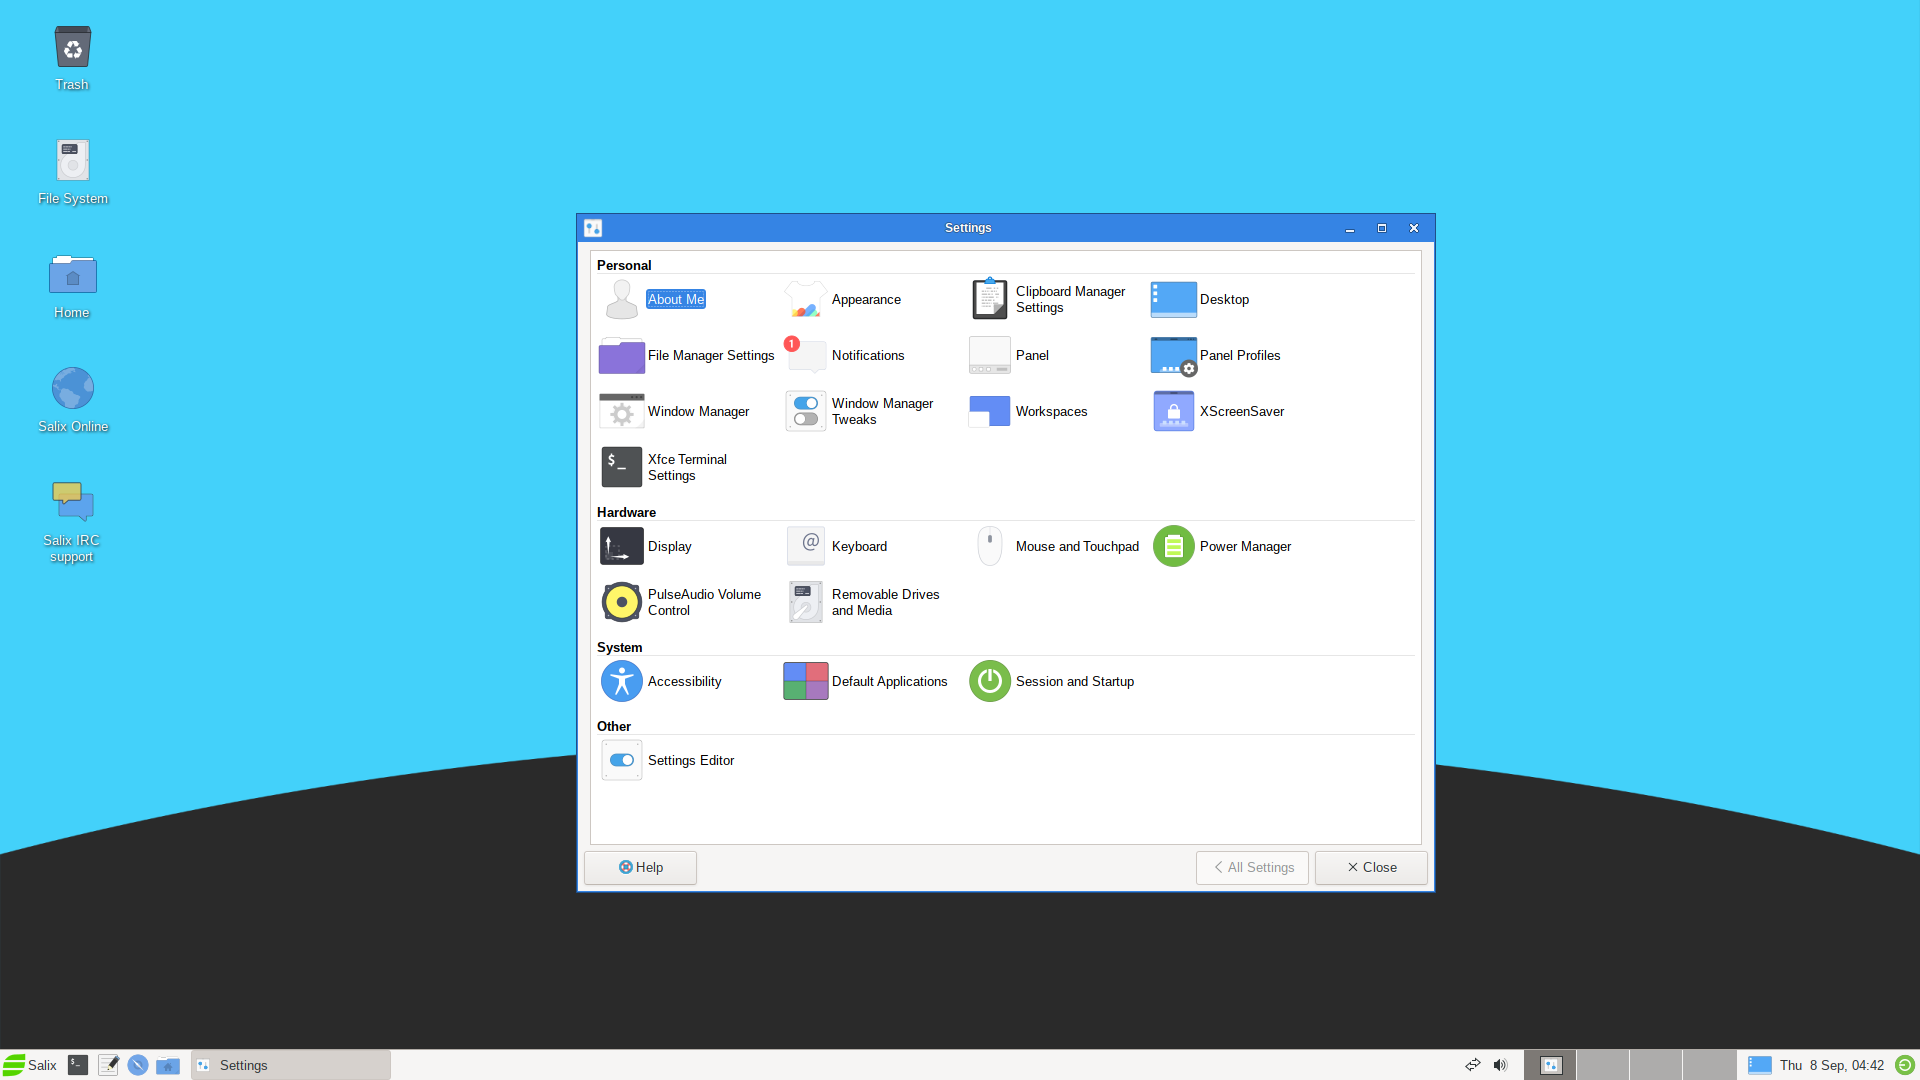 Trash
File System
Home
Salix Online
Salix IRC
support
Settings
Personal
About Me
Appearance
Clipboard Manager
Settings
Desktop
File Manager Settings
1
Notifications
Panel
Panel Profiles
Window Manager
Window Manager
Tweaks
Workspaces
XScreenSaver
$_
Xfce Terminal
Settings
Hardware
Display
@
Keyboard
Mouse and Touchpad
Power Manager
PulseAudio Volume
Control
Removable Drives
and Media
System
Accessibility
Default Applications
Session and Startup
Other
Settings Editor
Help
All Settings
Close
Salix
$_
Settings
Thu 8 Sep, 04:42